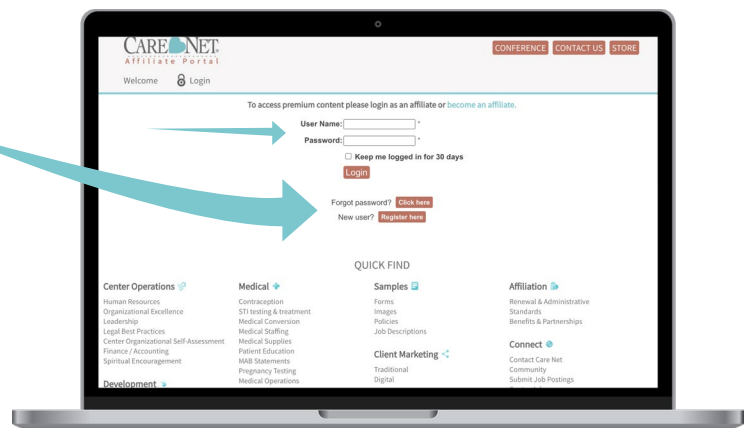 CARE NET®
Affiliate Portal
CONFERENCE CONTACT US STORE
Welcome Login
To access premium content please login as an affiliate or become an affiliate.
User Name: *
Password: *
Keep me logged in for 30 days
Login
Forgot password? Click here
New user? Register here
QUICK FIND
Center Operations
Human Resources
Organizational Excellence
Leadership
Legal Best Practices
Center Organizational Self-Assessment
Finance / Accounting
Spiritual Encouragement
Development
Medical
Contraception
STI testing & treatment
Medical Conversion
Medical Staffing
Medical Supplies
Patient Education
MAB Statements
Pregnancy Testing
Medical Operations
Samples
Forms
Images
Policies
Job Descriptions
Client Marketing
Traditional
Digital
Affiliation
Renewal & Administrative
Standards
Benefits & Partnerships
Connect
Contact Care Net
Community
Submit Job Postings